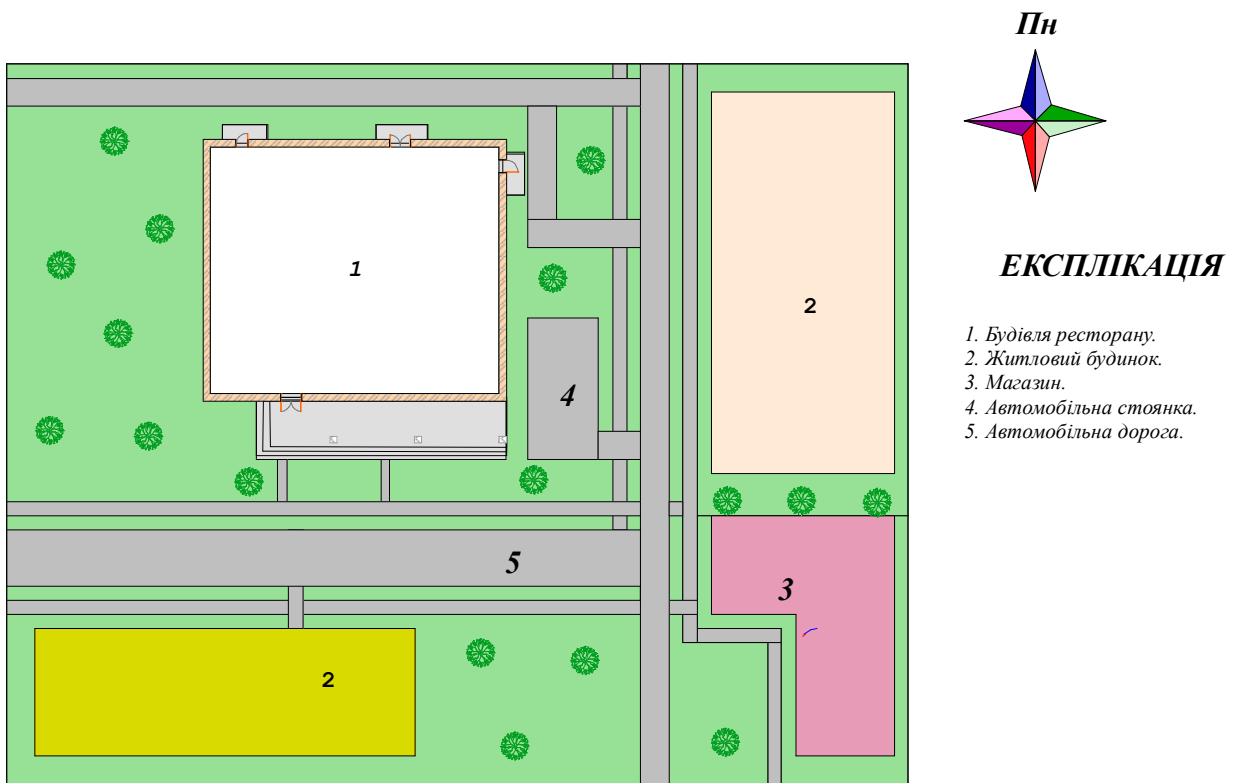 Пн
1
2
ЕКСПЛІКАЦІЯ
1. Будівля ресторану.
2. Житловий будинок.
3. Магазин.
4. Автомобільна стоянка.
5. Автомобільна дорога.
4
5
3
2